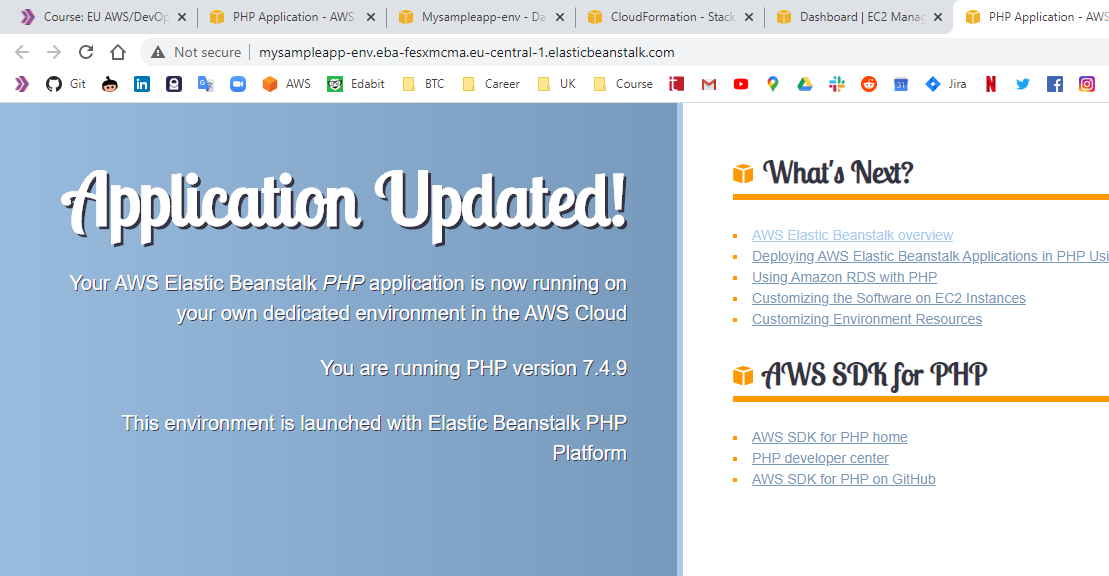 Course: EU AWS/DevOp
PHP Application - AWS
Mysampleapp-env - Da
CloudFormation - Stack
Dashboard | EC2 Manag
PHP Application - AWS
Not secure
mysampleapp-env.eba-fesxmcma.eu-central-1.elasticbeanstalk.com
Git
AWS
Edabit
BTC
Career
UK
Course
31
Jira
Application Updated!
Your AWS Elastic Beanstalk PHP application is now running on
your own dedicated environment in the AWS Cloud
You are running PHP version 7.4.9
This environment is launched with Elastic Beanstalk PHP
Platform
What's Next?
AWS Elastic Beanstalk overview
Deploying AWS Elastic Beanstalk Applications in PHP Usi
Using Amazon RDS with PHP
Customizing the Software on EC2 Instances
Customizing Environment Resources
AWS SDK for PHP
AWS SDK for PHP home
PHP developer center
AWS SDK for PHP on GitHub